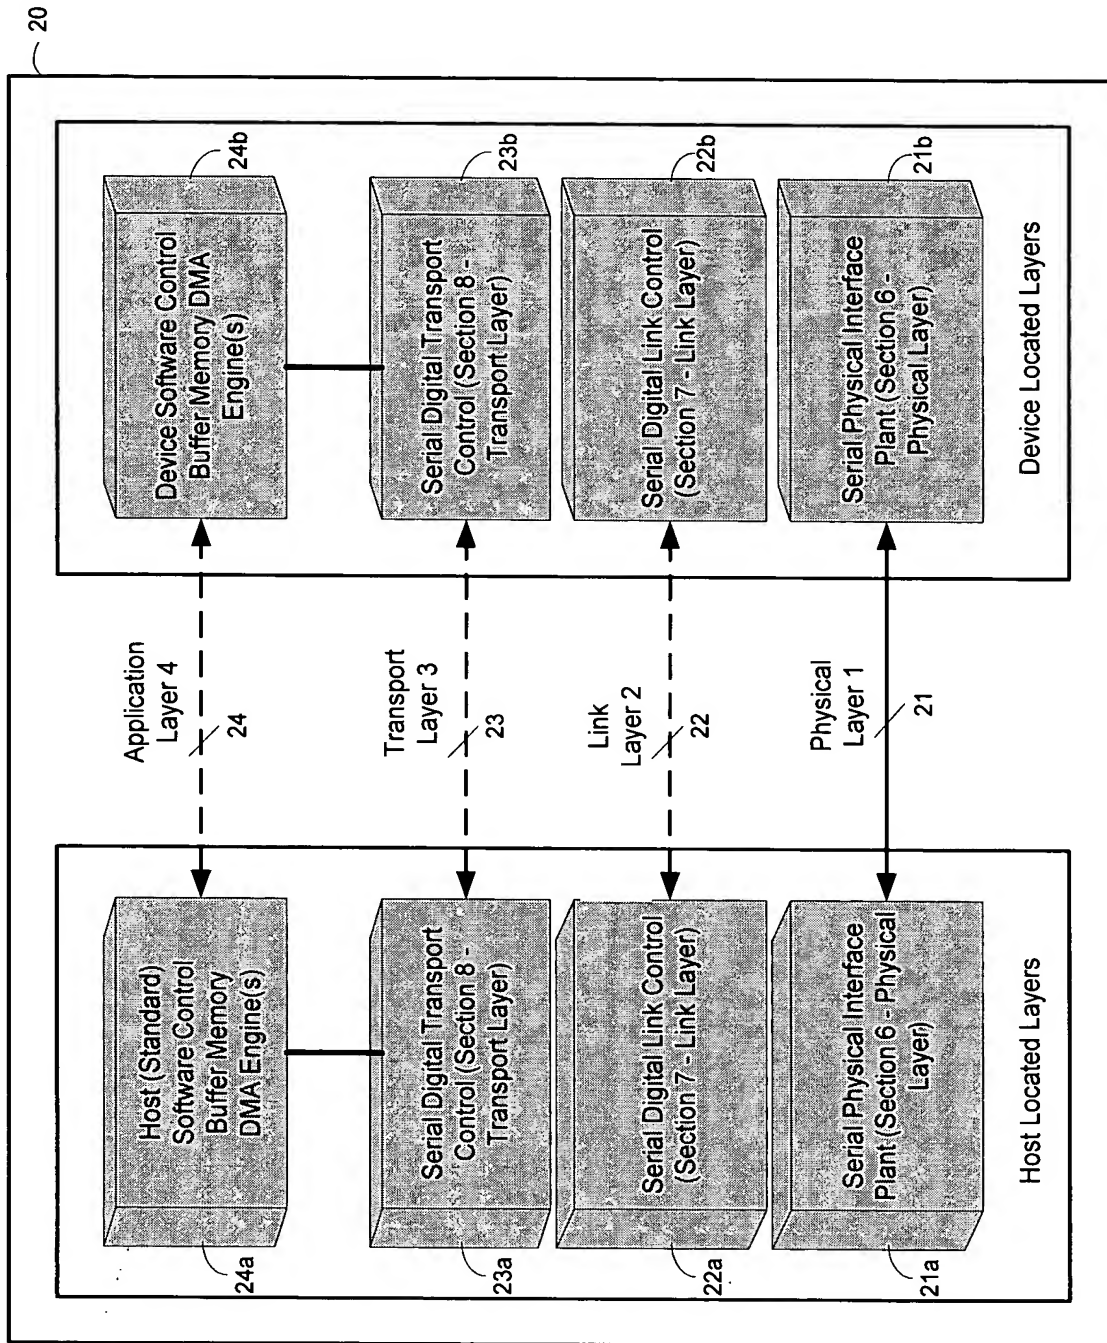 20
Host (Standard)
Software Control
Buffer Memory
DMA Engine(s)
24a
Application
Layer 4
24
Device Software Control
Buffer Memory DMA
Engine(s)
24b
Serial Digital Transport
Control (Section 8 -
Transport Layer)
23a
Transport
Layer 3
23
Serial Digital Transport
Control (Section 8 -
Transport Layer)
23b
Serial Digital Link Control
(Section 7 - Link Layer)
22a
Link
Layer 2
22
Serial Digital Link Control
(Section 7 - Link Layer)
22b
Serial Physical Interface
Plant (Section 6 - Physical
Layer)
21a
Physical
Layer 1
21
Serial Physical Interface
Plant (Section 6 -
Physical Layer)
21b
Host Located Layers
Device Located Layers